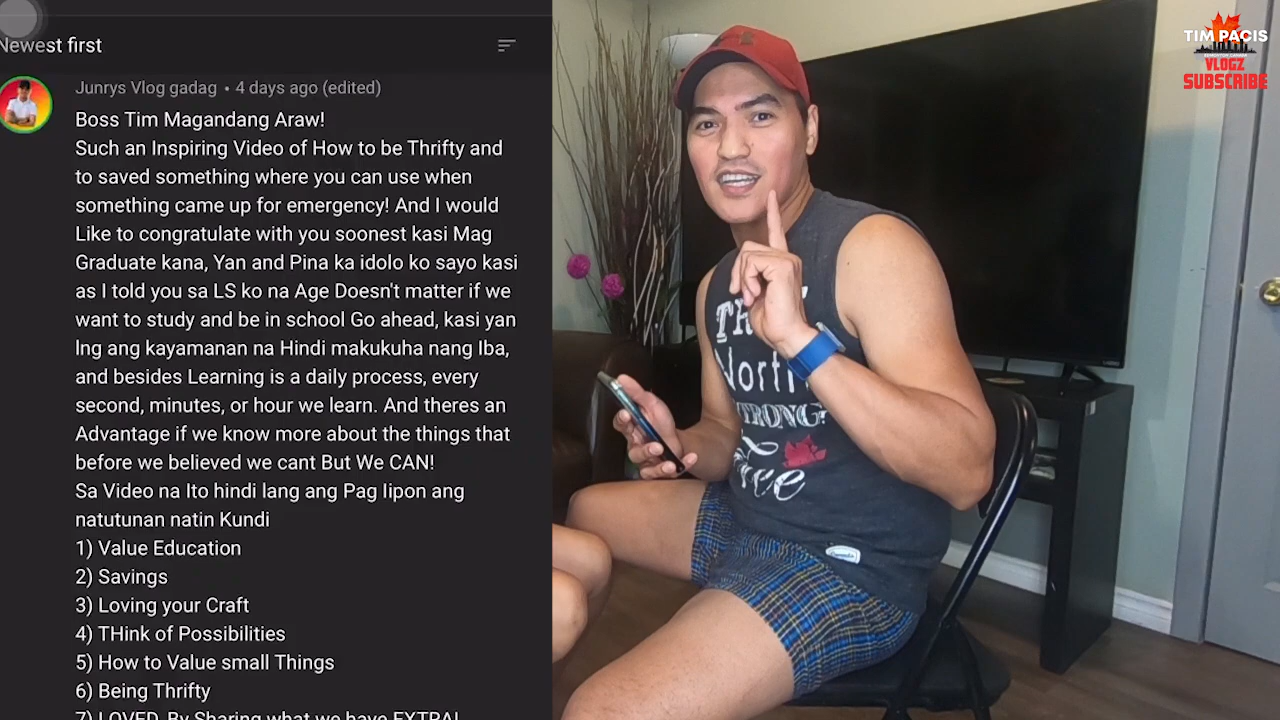 Newest first
Junrys Vlog gadag • 4 days ago (edited)
Boss Tim Magandang Araw!
Such an Inspiring Video of How to be Thrifty and
to saved something where you can use when
something came up for emergency! And I would
Like to congratulate with you soonest kasi Mag
Graduate kana, Yan and Pina ka idolo ko sayo kasi
as I told you sa LS ko na Age Doesn't matter if we
want to study and be in school Go ahead, kasi yan
lng ang kayamanan na Hindi makukuha nang Iba,
and besides Learning is a daily process, every
second, minutes, or hour we learn. And theres an
Advantage if we know more about the things that
before we believed we cant But We CAN!
Sa Video na Ito hindi lang ang Pag Iipon ang
natutunan natin Kundi
1) Value Education
2) Savings
3) Loving your Craft
4) THink of Possibilities
5) How to Value small Things
6) Being Thrifty
7) LOVED By Sharing what we have EXTRA!
TIM PACIS
VLOGZ
SUBSCRIBE
North